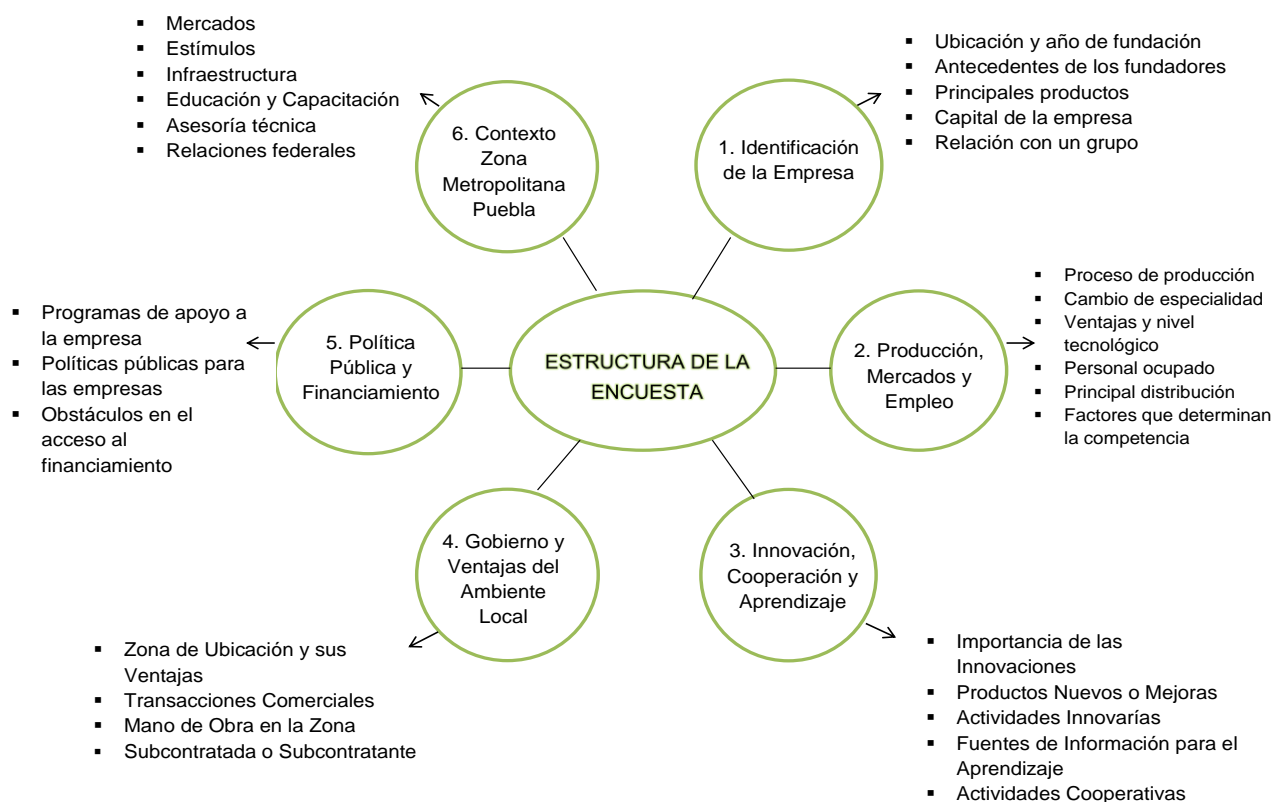 ESTRUCTURA DE LA
ENCUESTA
1. Identificación
de la Empresa
▪ Ubicación y año de fundación
▪ Antecedentes de los fundadores
▪ Principales productos
▪ Capital de la empresa
▪ Relación con un grupo
2. Producción,
Mercados y
Empleo
▪ Proceso de producción
▪ Cambio de especialidad
▪ Ventajas y nivel
tecnológico
▪ Personal ocupado
▪ Principal distribución
▪ Factores que determinan
la competencia
3. Innovación,
Cooperación y
Aprendizaje
▪ Importancia de las
Innovaciones
▪ Productos Nuevos o Mejoras
▪ Actividades Innovarías
▪ Fuentes de Información para el
Aprendizaje
▪ Actividades Cooperativas
4. Gobierno y
Ventajas del
Ambiente
Local
▪ Zona de Ubicación y sus
Ventajas
▪ Transacciones Comerciales
▪ Mano de Obra en la Zona
▪ Subcontratada o Subcontratante
5. Política
Pública y
Financiamiento
▪ Programas de apoyo a
la empresa
▪ Políticas públicas para
las empresas
▪ Obstáculos en el
acceso al
financiamiento
6. Contexto
Zona
Metropolitana
Puebla
▪ Mercados
▪ Estímulos
▪ Infraestructura
▪ Educación y Capacitación
▪ Asesoría técnica
▪ Relaciones federales